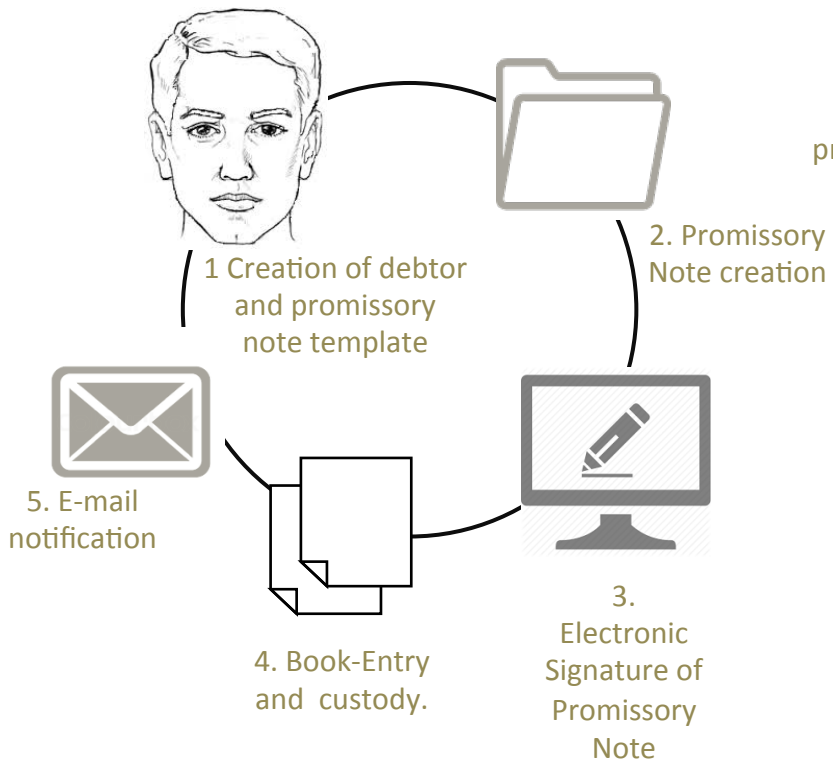 1 Creation of debtor
and promissory
note template
2. Promissory
Note creation
3.
Electronic
Signature of
Promissory
Note
4. Book-Entry
and custody.
5. E-mail
notification